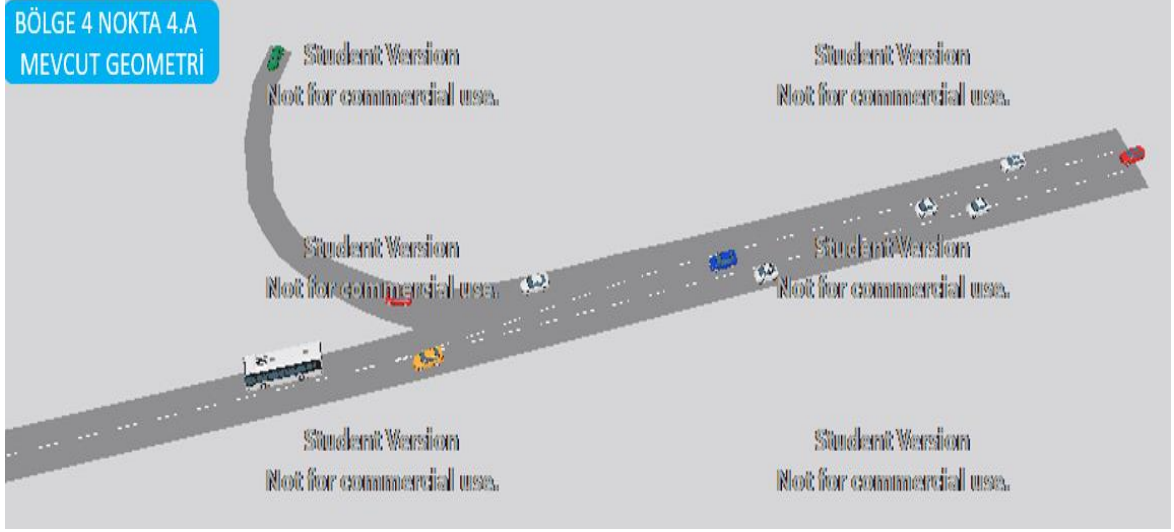 BÖLGE 4 NOKTA 4.A
MEVCUT GEOMETRİ
Student Version
Not for commercial use.
Student Version
Not for commercial use.
Student Version
Not for commercial use.
Student Version
Not for commercial use.
Student Version
Not for commercial use.
Student Version
Not for commercial use.